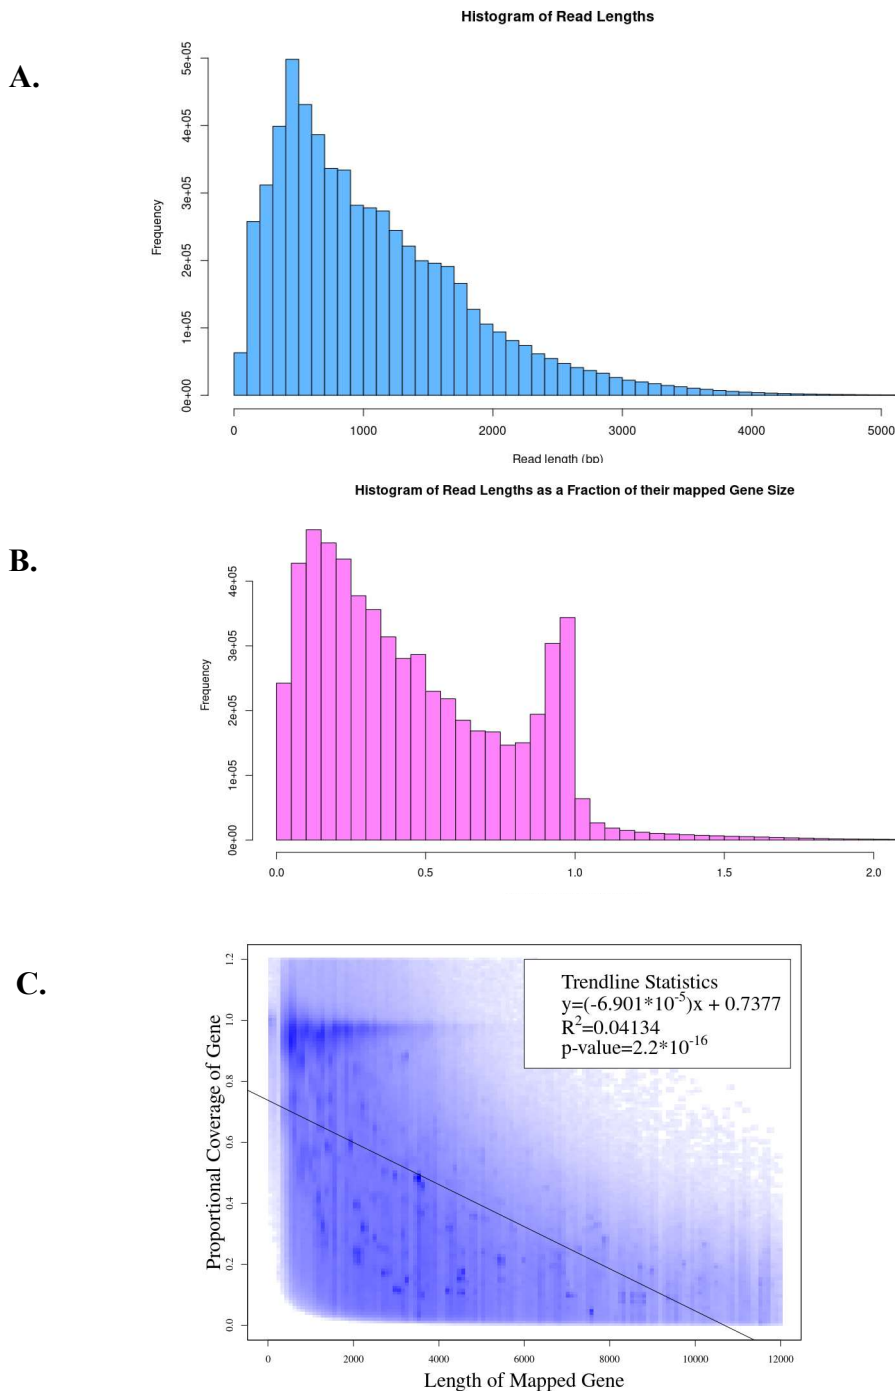 Histogram of Read Lengths
A.
Frequency
0e+00 1e+05 2e+05 3e+05 4e+05 5e+05
0 1000 2000 3000 4000 5000
Read length (bp)
Histogram of Read Lengths as a Fraction of their mapped Gene Size
B.
Frequency
0e+00 1e+05 2e+05 3e+05 4e+05
0.0 0.5 1.0 1.5 2.0
C.
Proportional Coverage of Gene
0.0 0.2 0.4 0.6 0.8 1.0 1.2
Trendline Statistics
y=(-6.901*10⁻⁵)x + 0.7377
R²=0.04134
p-value=2.2*10⁻¹⁶
0 2000 4000 6000 8000 10000 12000
Length of Mapped Gene